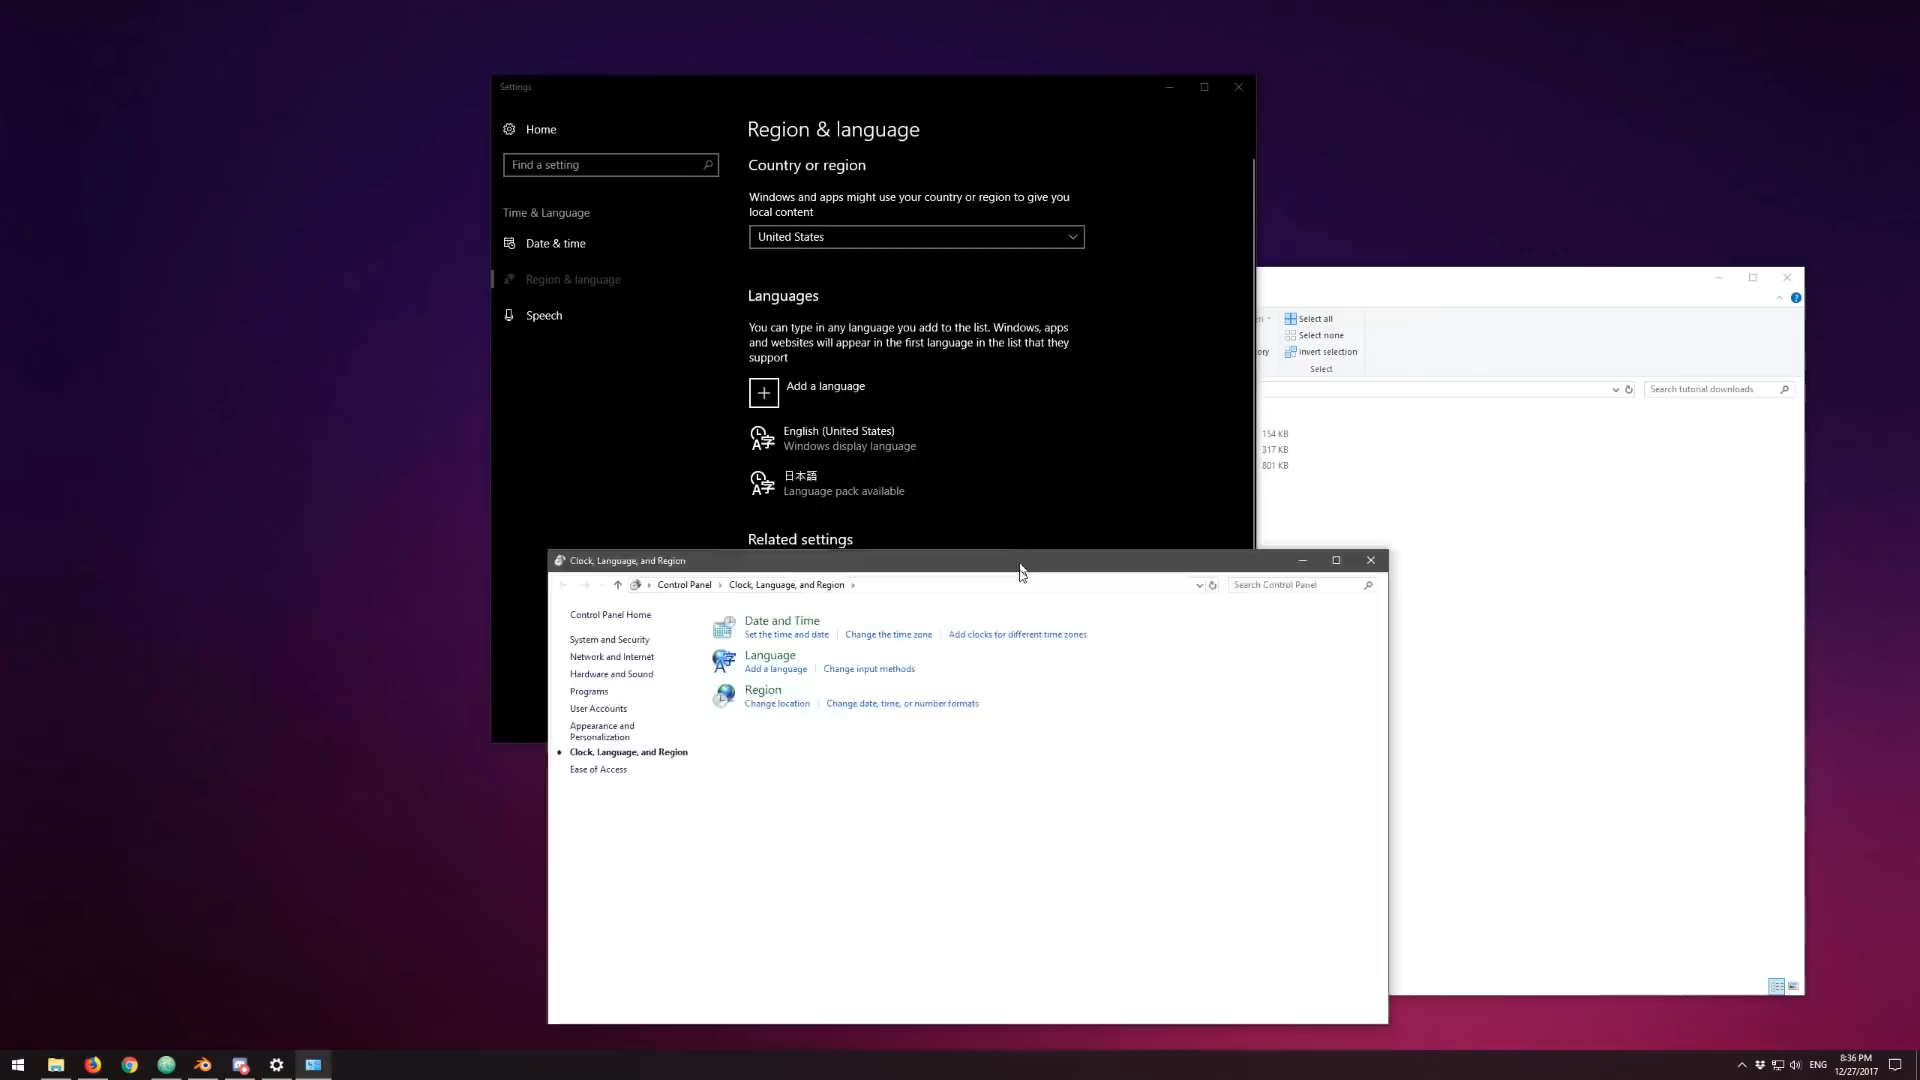 Settings
Home
Find a setting
Time & Language
Date & time
Region & language
Speech
Region & language
Country or region
Windows and apps might use your country or region to give you
local content
United States
Languages
You can type in any language you add to the list. Windows, apps
and websites will appear in the first language in the list that they
support
Add a language
English (United States)
Windows display language
日本語
Language pack available
Related settings
Select all
Select none
Invert selection
Select
Search tutorial downloads
154 KB
317 KB
801 KB
Clock, Language, and Region
Control Panel › Clock, Language, and Region ›
Search Control Panel
Control Panel Home
System and Security
Network and Internet
Hardware and Sound
Programs
User Accounts
Appearance and
Personalization
Clock, Language, and Region
Ease of Access
Date and Time
Set the time and date
Change the time zone
Add clocks for different time zones
Language
Add a language
Change input methods
Region
Change location
Change date, time, or number formats
ENG
8:36 PM
12/27/2017